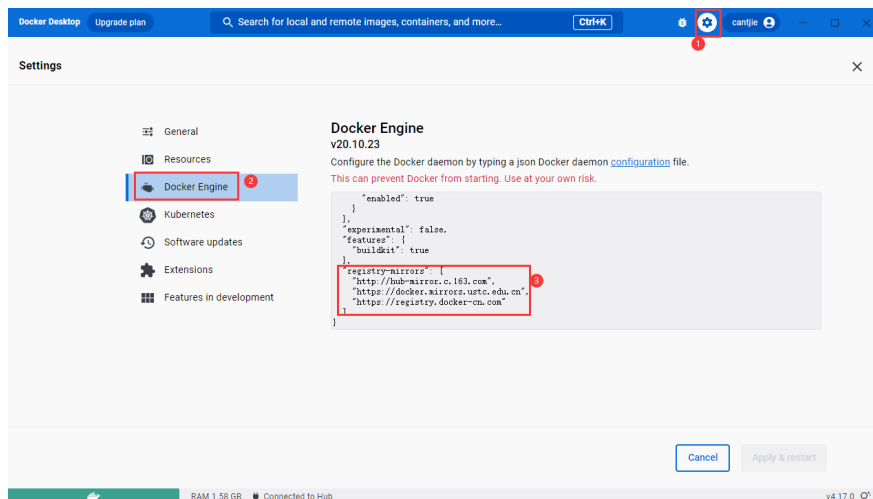 Docker Desktop Upgrade plan Search for local and remote images, containers, and more... Ctrl+K cantjie
1
Settings
General
Resources
Docker Engine 2
Kubernetes
Software updates
Extensions
Features in development
Docker Engine
v20.10.23
Configure the Docker daemon by typing a json Docker daemon configuration file.
This can prevent Docker from starting. Use at your own risk.
"enabled": true
}
},
"experimental": false,
"features": {
"buildkit": true
},
"registry-mirrors": [
"http://hub-mirror.c.163.com",
"https://docker.mirrors.ustc.edu.cn",
"https://registry.docker-cn.com"
]
}
3
Cancel Apply & restart
RAM 1.58 GB Connected to Hub v4.17.0